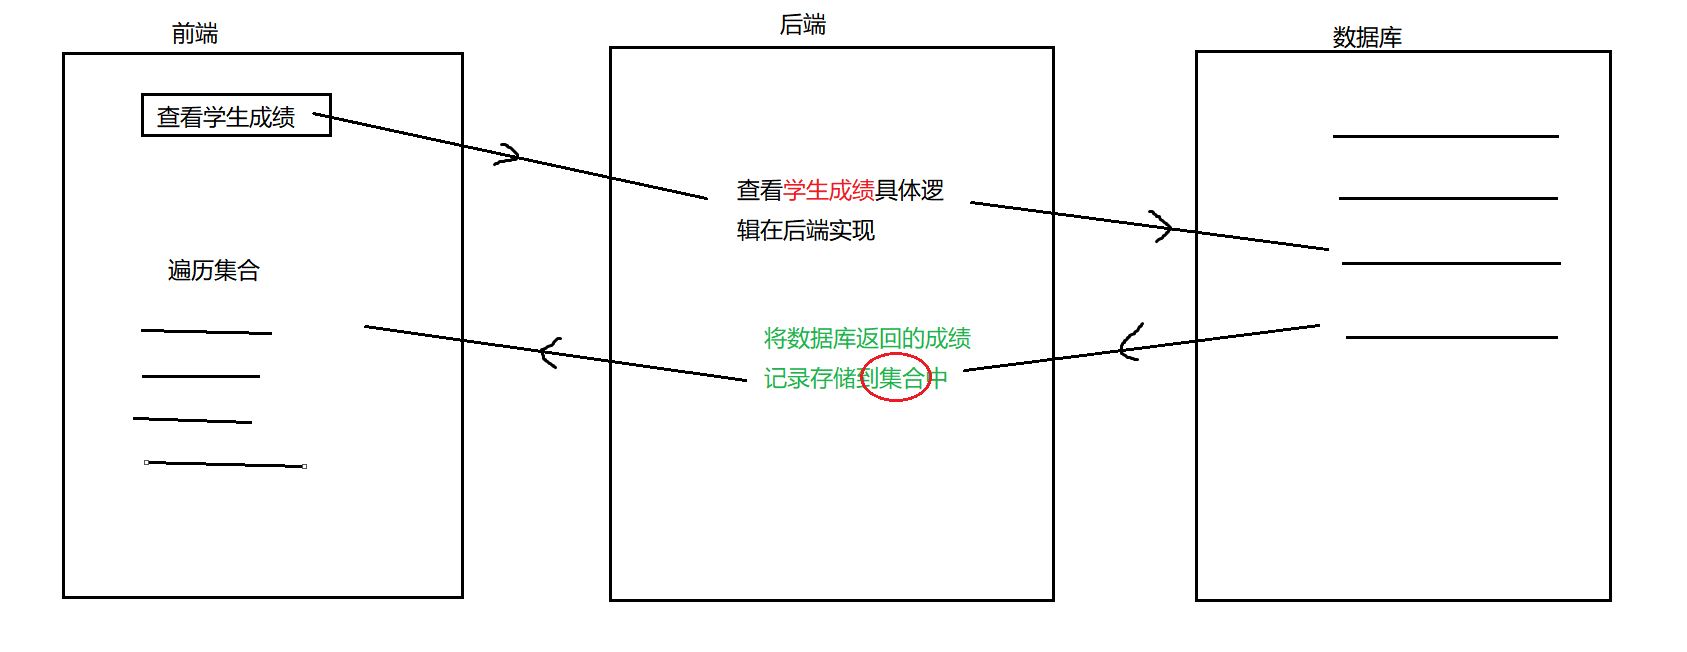 前端
后端
数据库
查看学生成绩
查看学生成绩具体逻
辑在后端实现
遍历集合
将数据库返回的成绩
记录存储到集合中